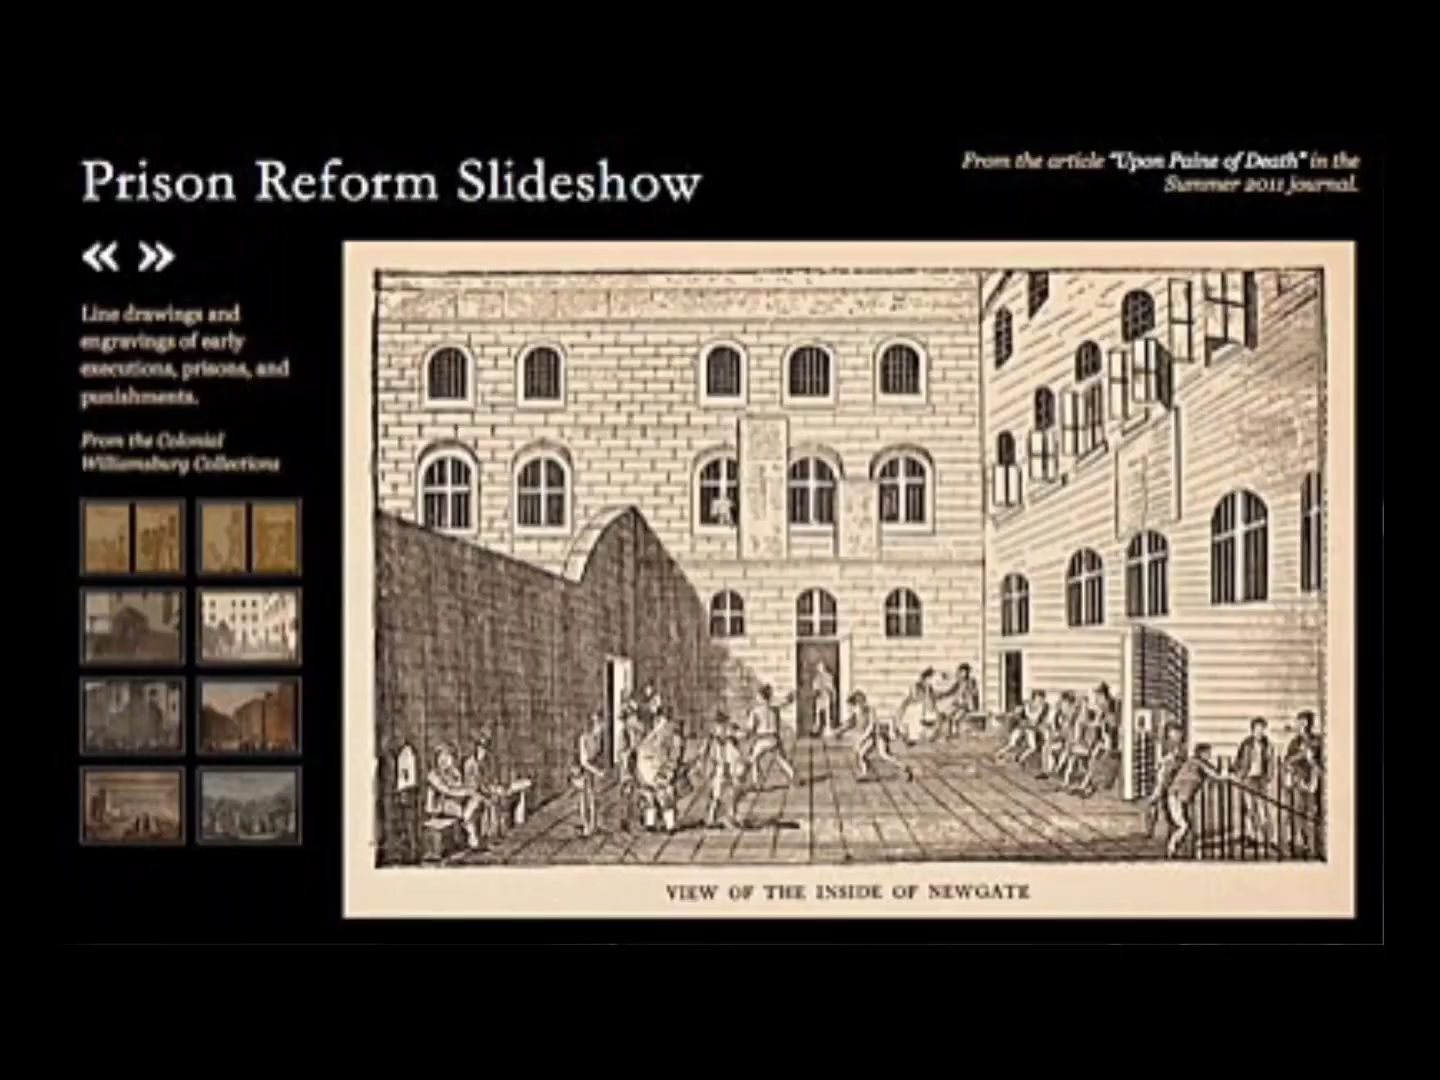 Prison Reform Slideshow
From the article "Upon Paine of Death" in the
Summer 2011 journal.
« »
Line drawings and
engravings of early
executions, prisons, and
punishments.
From the Colonial
Williamsburg Collections
VIEW OF THE INSIDE OF NEWGATE